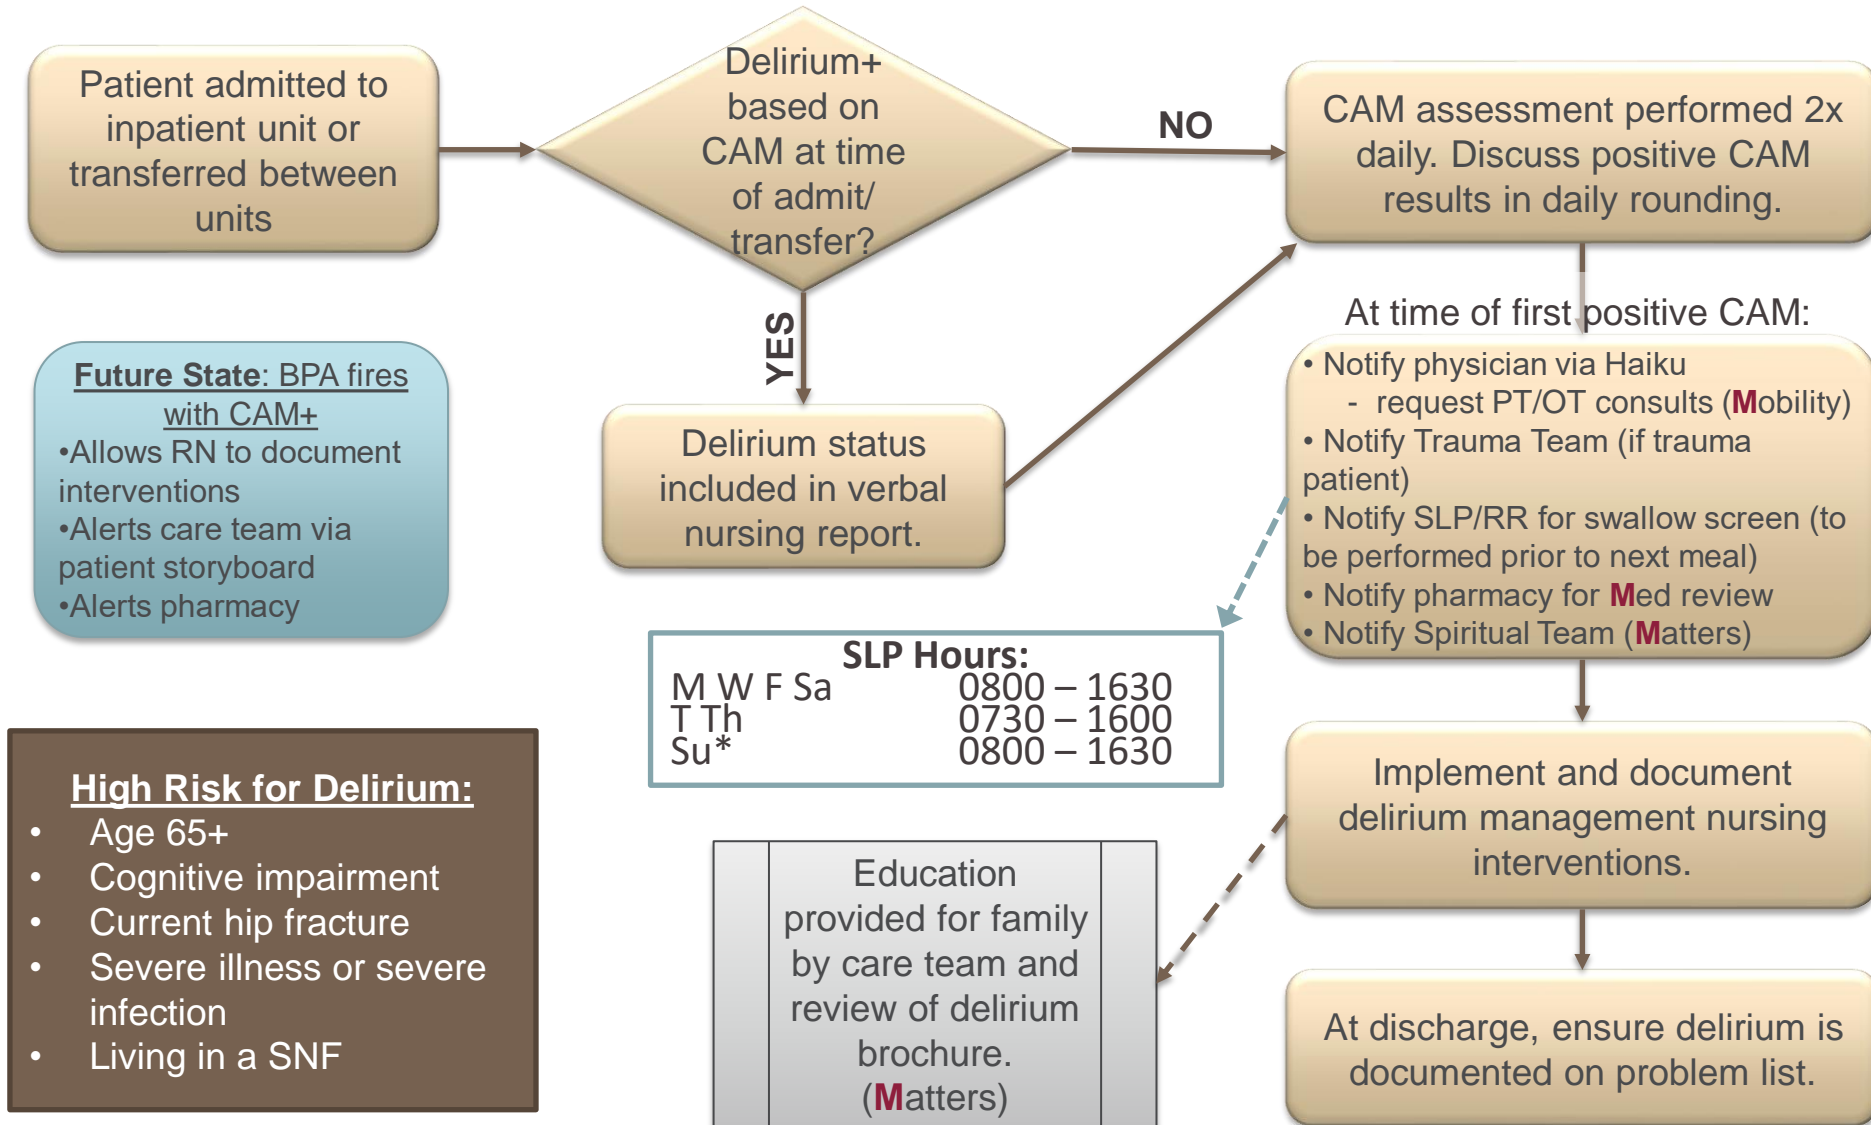 Patient admitted to
inpatient unit or
transferred between
units
Delirium+
based on
CAM at time
of admit/
transfer?
NO
CAM assessment performed 2x
daily. Discuss positive CAM
results in daily rounding.
YES
Delirium status
included in verbal
nursing report.
At time of first positive CAM:
• Notify physician via Haiku
- request PT/OT consults (Mobility)
• Notify Trauma Team (if trauma
patient)
• Notify SLP/RR for swallow screen (to
be performed prior to next meal)
• Notify pharmacy for Med review
• Notify Spiritual Team (Matters)
Future State: BPA fires
with CAM+
•Allows RN to document
interventions
•Alerts care team via
patient storyboard
•Alerts pharmacy
SLP Hours:
M W F Sa 0800 – 1630
T Th 0730 – 1600
Su* 0800 – 1630
High Risk for Delirium:
• Age 65+
• Cognitive impairment
• Current hip fracture
• Severe illness or severe
infection
• Living in a SNF
Education
provided for family
by care team and
review of delirium
brochure.
(Matters)
Implement and document
delirium management nursing
interventions.
At discharge, ensure delirium is
documented on problem list.